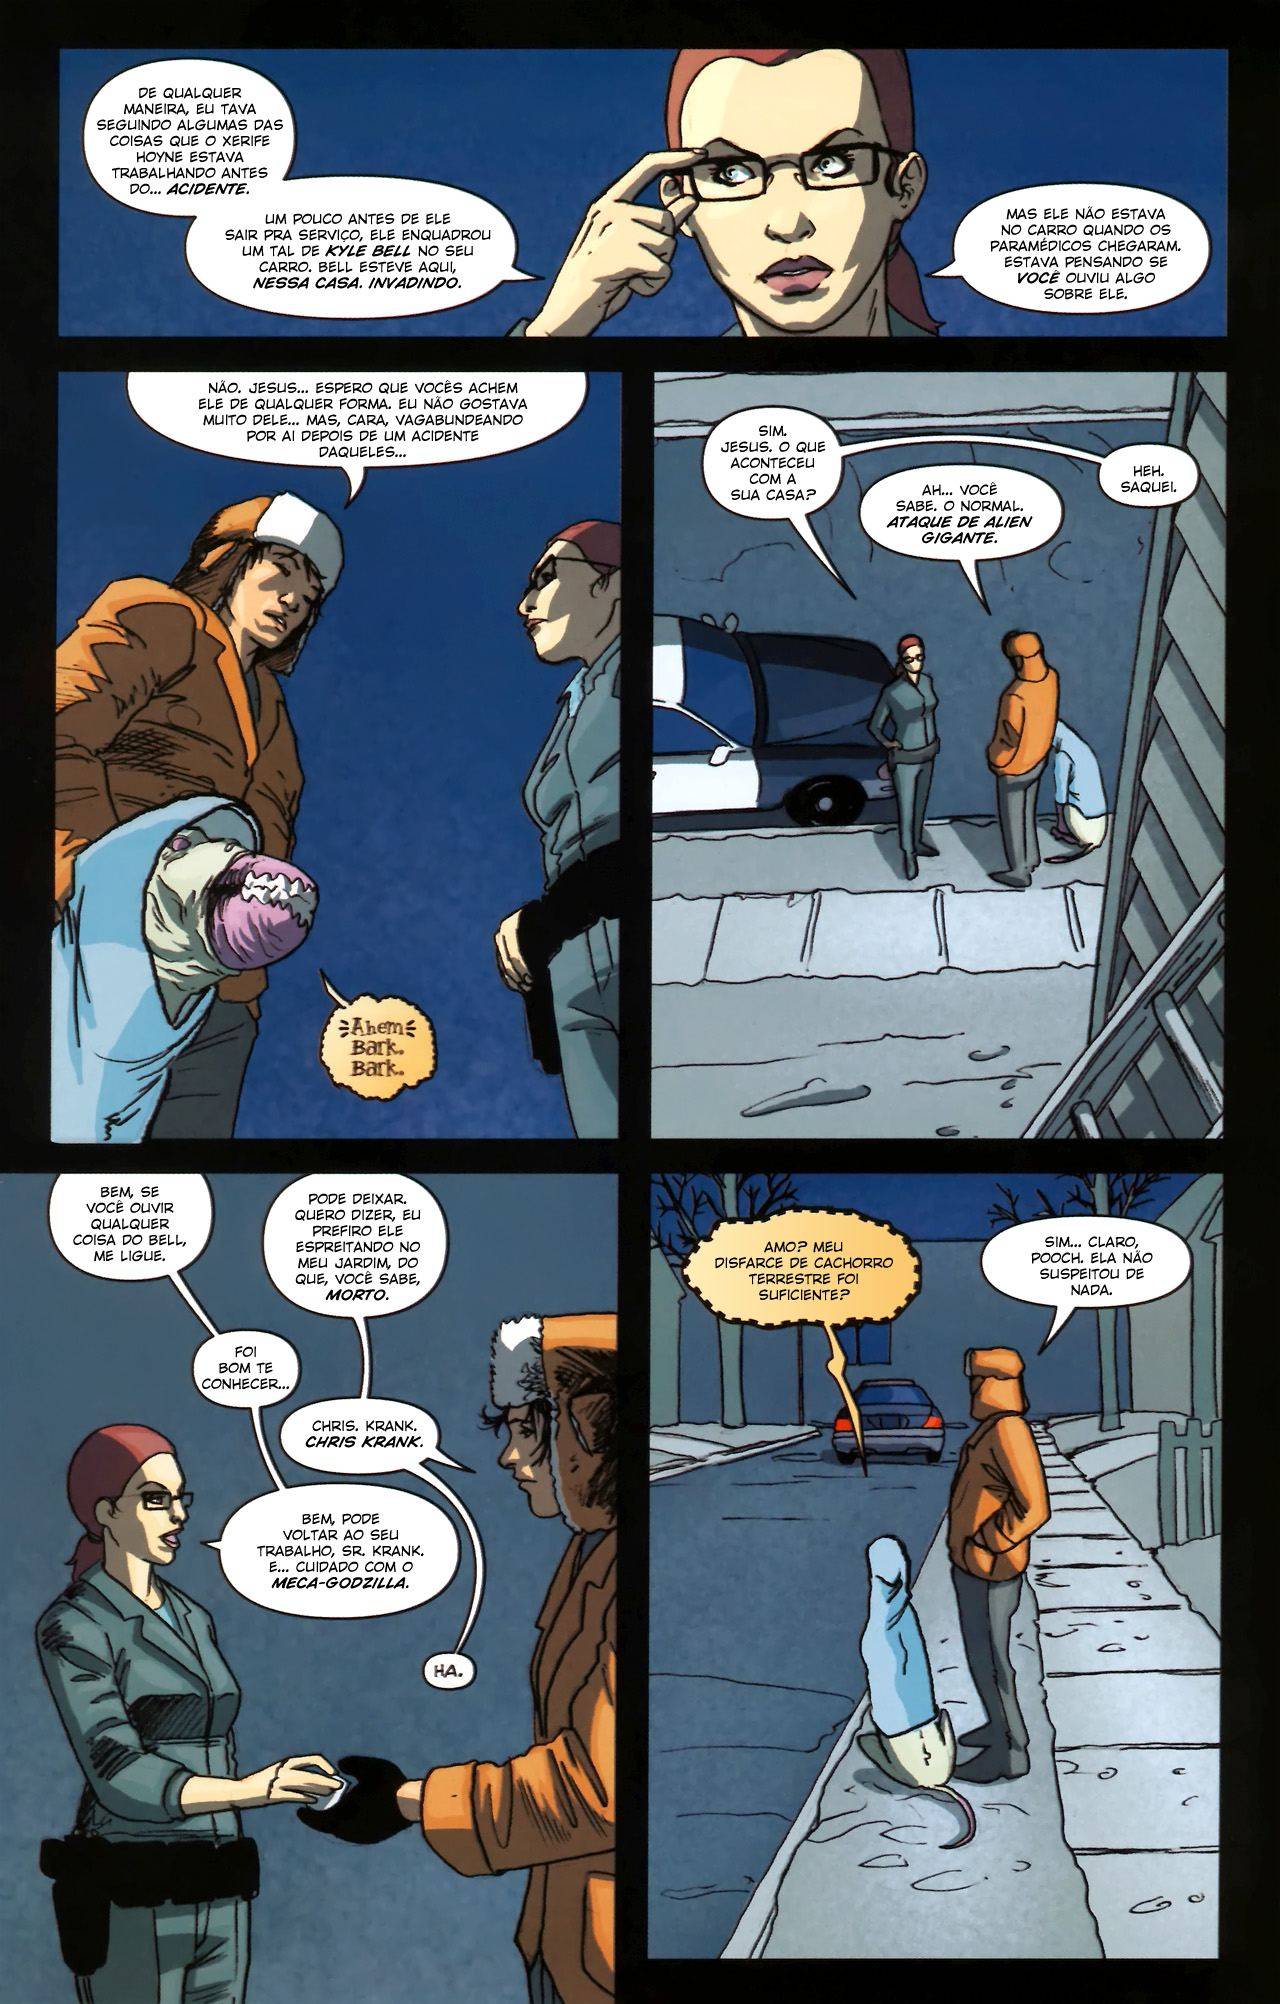 DE QUALQUER
MANEIRA, EU TAVA
SEGUINDO ALGUMAS DAS
COISAS QUE O XERIFE
HOYNE ESTAVA
TRABALHANDO ANTES
DO... ACIDENTE.
UM POUCO ANTES DE ELE
SAIR PRA SERVIÇO, ELE ENQUADROU
UM TAL DE KYLE BELL NO SEU
CARRO. BELL ESTEVE AQUI,
NESSA CASA. INVADINDO.
MAS ELE NÃO ESTAVA
NO CARRO QUANDO OS
PARAMÉDICOS CHEGARAM.
ESTAVA PENSANDO SE
VOCÊ OUVIU ALGO
SOBRE ELE.
NÃO. JESUS... ESPERO QUE VOCÊS ACHEM
ELE DE QUALQUER FORMA. EU NÃO GOSTAVA
MUITO DELE... MAS, CARA, VAGABUNDEANDO
POR AI DEPOIS DE UM ACIDENTE
DAQUELES...
Ahem
Bark.
Bark.
SIM.
JESUS. O QUE
ACONTECEU
COM A
SUA CASA?
AH... VOCÊ
SABE. O NORMAL.
ATAQUE DE ALIEN
GIGANTE.
HEH.
SAQUEI.
BEM, SE
VOCÊ OUVIR
QUALQUER
COISA DO BELL,
ME LIGUE.
PODE DEIXAR.
QUERO DIZER, EU
PREFIRO ELE
ESPREITANDO NO
MEU JARDIM, DO
QUE, VOCÊ SABE,
MORTO.
FOI
BOM TE
CONHECER...
CHRIS. KRANK.
CHRIS KRANK.
BEM, PODE
VOLTAR AO SEU
TRABALHO, SR. KRANK.
E... CUIDADO COM O
MECA-GODZILLA.
HA.
AMO? MEU
DISFARCE DE CACHORRO
TERRESTRE FOI
SUFICIENTE?
SIM... CLARO,
POOCH. ELA NÃO
SUSPEITOU DE
NADA.